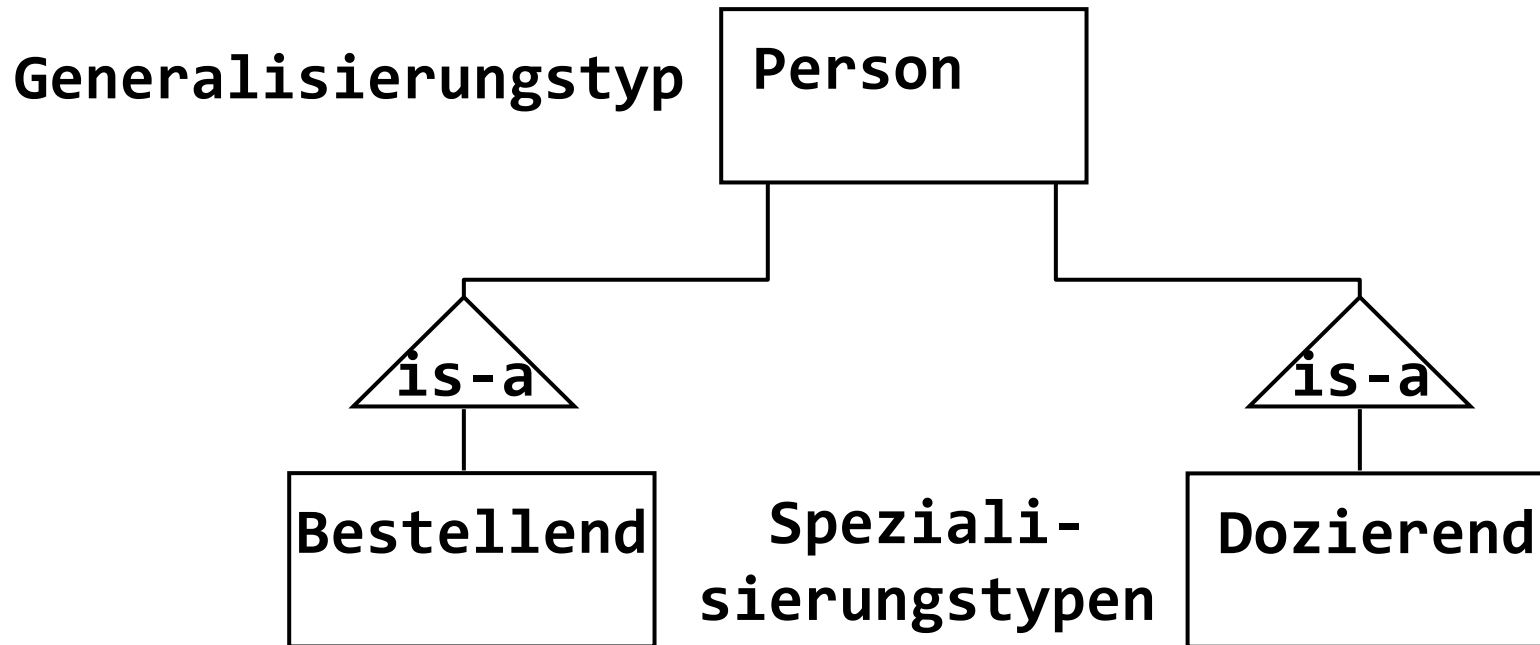 Generalisierungstyp
Person
is-a
is-a
Bestellend
Speziali-
sierungstypen
Dozierend